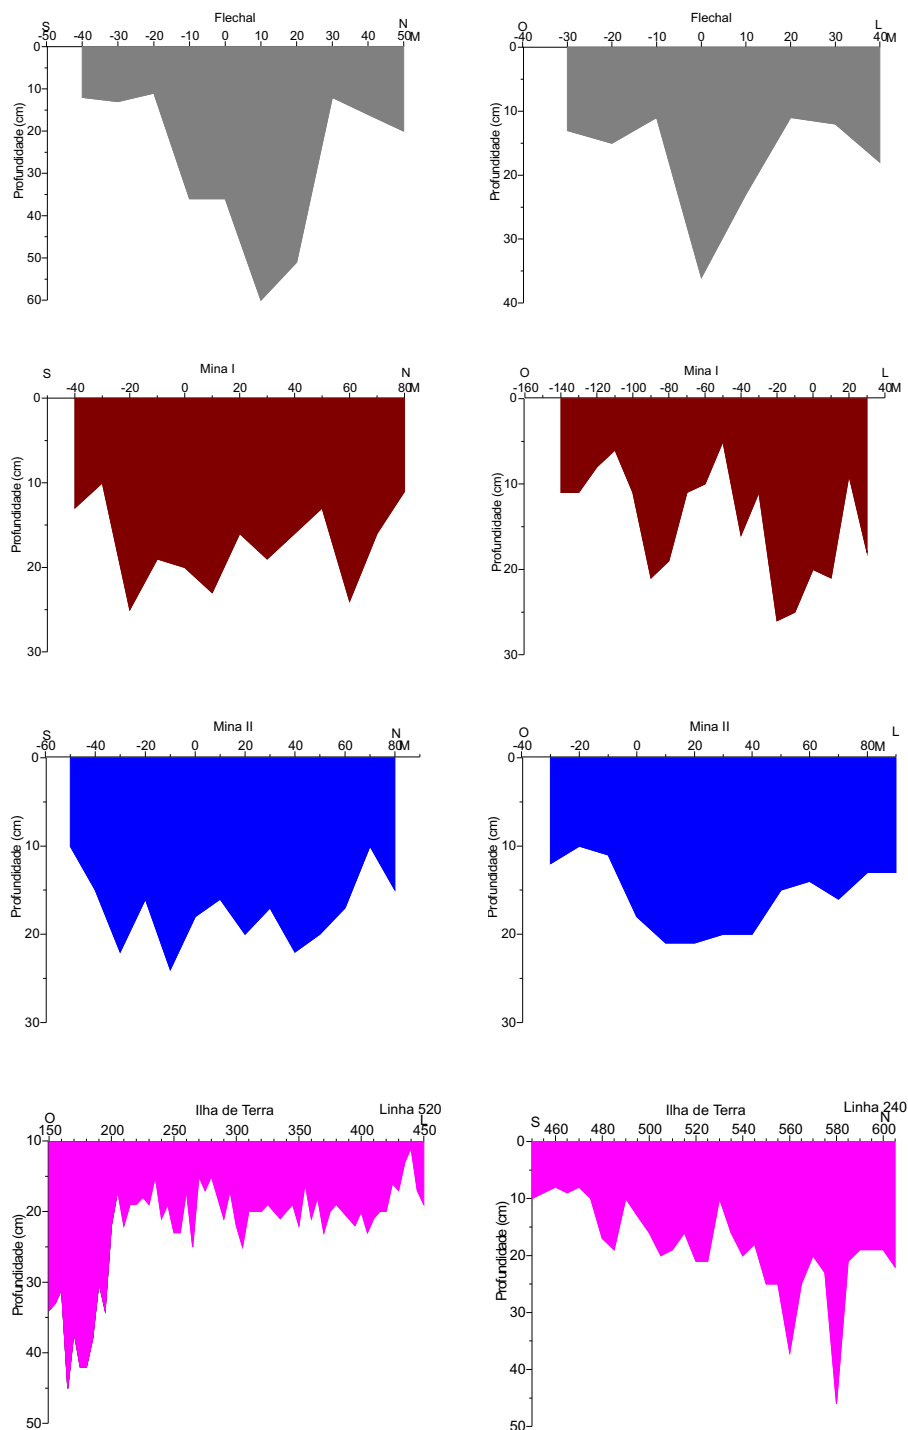 Flechal
S N
-50 -40 -30 -20 -10 0 10 20 30 40 50 M
0
10
20
30
40
50
60
Profundidade (cm)
Flechal
O L
-40 -30 -20 -10 0 10 20 30 40 M
0
10
20
30
40
Profundidade (cm)
Mina I
S N
-40 -20 0 20 40 60 80 M
0
10
20
30
Profundidade (cm)
Mina I
O L
-160 -140 -120 -100 -80 -60 -40 -20 0 20 40 M
0
10
20
30
Profundidade (cm)
Mina II
S N
-60 -40 -20 0 20 40 60 80 M
0
10
20
30
Profundidade (cm)
Mina II
O L
-40 -20 0 20 40 60 80 M
0
10
20
30
Profundidade (cm)
Ilha de Terra Linha 520
O L
150 200 250 300 350 400 450
10
20
30
40
50
Profundidade (cm)
Ilha de Terra Linha 240
S N
460 480 500 520 540 560 580 600
0
10
20
30
40
50
Profundidade (cm)